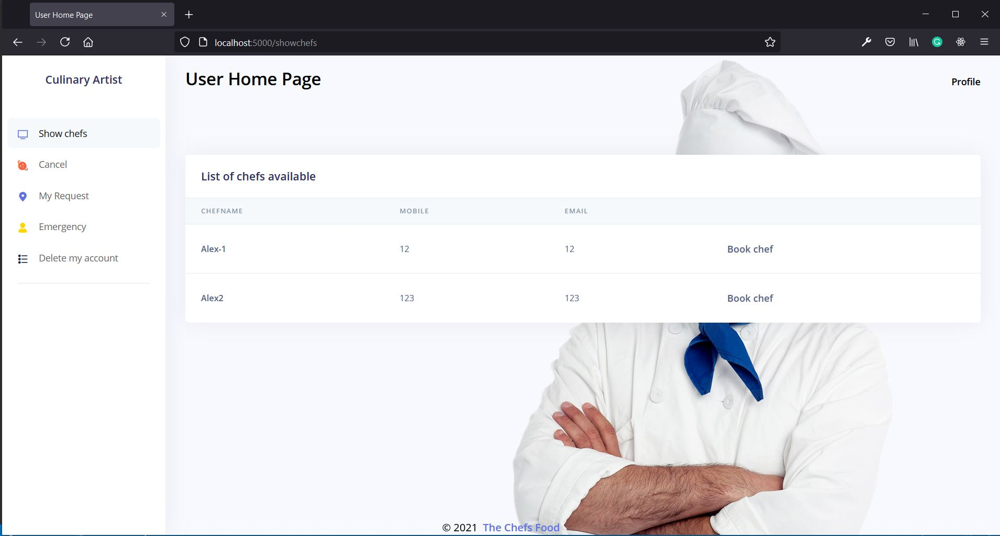 User Home Page
localhost:5000/showchefs
Culinary Artist
User Home Page
Profile
Show chefs
Cancel
My Request
Emergency
Delete my account
List of chefs available
CHEFNAME MOBILE EMAIL
Alex-1 12 12 Book chef
Alex2 123 123 Book chef
© 2021 The Chefs Food